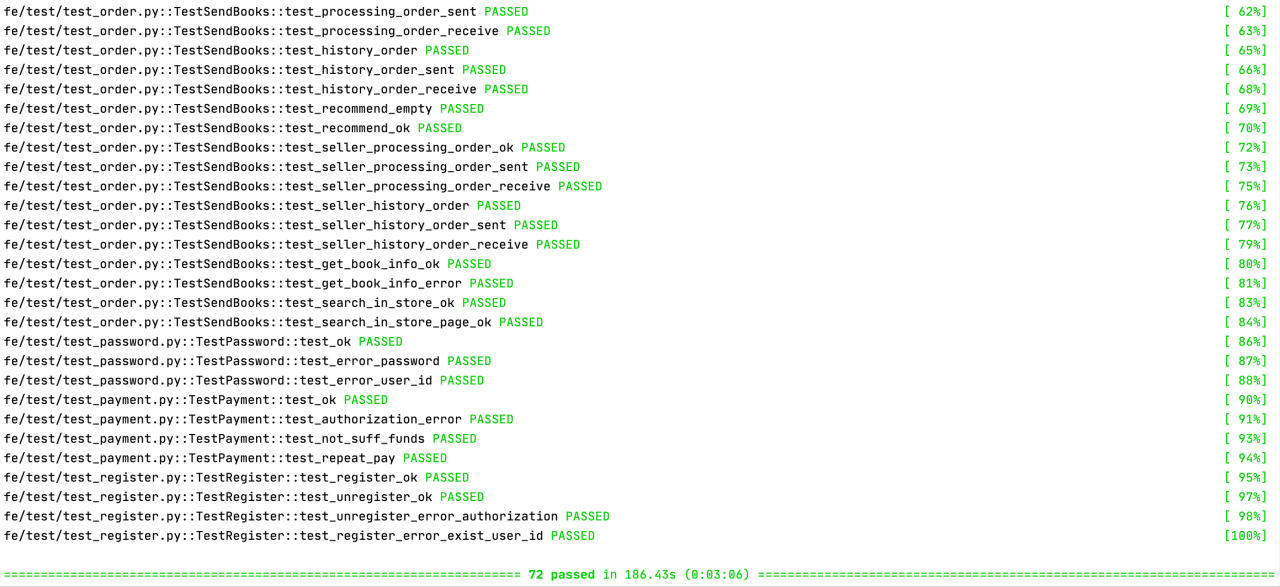 fe/test/test_order.py::TestSendBooks::test_processing_order_sent PASSED [ 62%]
fe/test/test_order.py::TestSendBooks::test_processing_order_receive PASSED [ 63%]
fe/test/test_order.py::TestSendBooks::test_history_order PASSED [ 65%]
fe/test/test_order.py::TestSendBooks::test_history_order_sent PASSED [ 66%]
fe/test/test_order.py::TestSendBooks::test_history_order_receive PASSED [ 68%]
fe/test/test_order.py::TestSendBooks::test_recommend_empty PASSED [ 69%]
fe/test/test_order.py::TestSendBooks::test_recommend_ok PASSED [ 70%]
fe/test/test_order.py::TestSendBooks::test_seller_processing_order_ok PASSED [ 72%]
fe/test/test_order.py::TestSendBooks::test_seller_processing_order_sent PASSED [ 73%]
fe/test/test_order.py::TestSendBooks::test_seller_processing_order_receive PASSED [ 75%]
fe/test/test_order.py::TestSendBooks::test_seller_history_order PASSED [ 76%]
fe/test/test_order.py::TestSendBooks::test_seller_history_order_sent PASSED [ 77%]
fe/test/test_order.py::TestSendBooks::test_seller_history_order_receive PASSED [ 79%]
fe/test/test_order.py::TestSendBooks::test_get_book_info_ok PASSED [ 80%]
fe/test/test_order.py::TestSendBooks::test_get_book_info_error PASSED [ 81%]
fe/test/test_order.py::TestSendBooks::test_search_in_store_ok PASSED [ 83%]
fe/test/test_order.py::TestSendBooks::test_search_in_store_page_ok PASSED [ 84%]
fe/test/test_password.py::TestPassword::test_ok PASSED [ 86%]
fe/test/test_password.py::TestPassword::test_error_password PASSED [ 87%]
fe/test/test_password.py::TestPassword::test_error_user_id PASSED [ 88%]
fe/test/test_payment.py::TestPayment::test_ok PASSED [ 90%]
fe/test/test_payment.py::TestPayment::test_authorization_error PASSED [ 91%]
fe/test/test_payment.py::TestPayment::test_not_suff_funds PASSED [ 93%]
fe/test/test_payment.py::TestPayment::test_repeat_pay PASSED [ 94%]
fe/test/test_register.py::TestRegister::test_register_ok PASSED [ 95%]
fe/test/test_register.py::TestRegister::test_unregister_ok PASSED [ 97%]
fe/test/test_register.py::TestRegister::test_unregister_error_authorization PASSED [ 98%]
fe/test/test_register.py::TestRegister::test_register_error_exist_user_id PASSED [100%]
====================================================================== 72 passed in 186.43s (0:03:06) ======================================================================